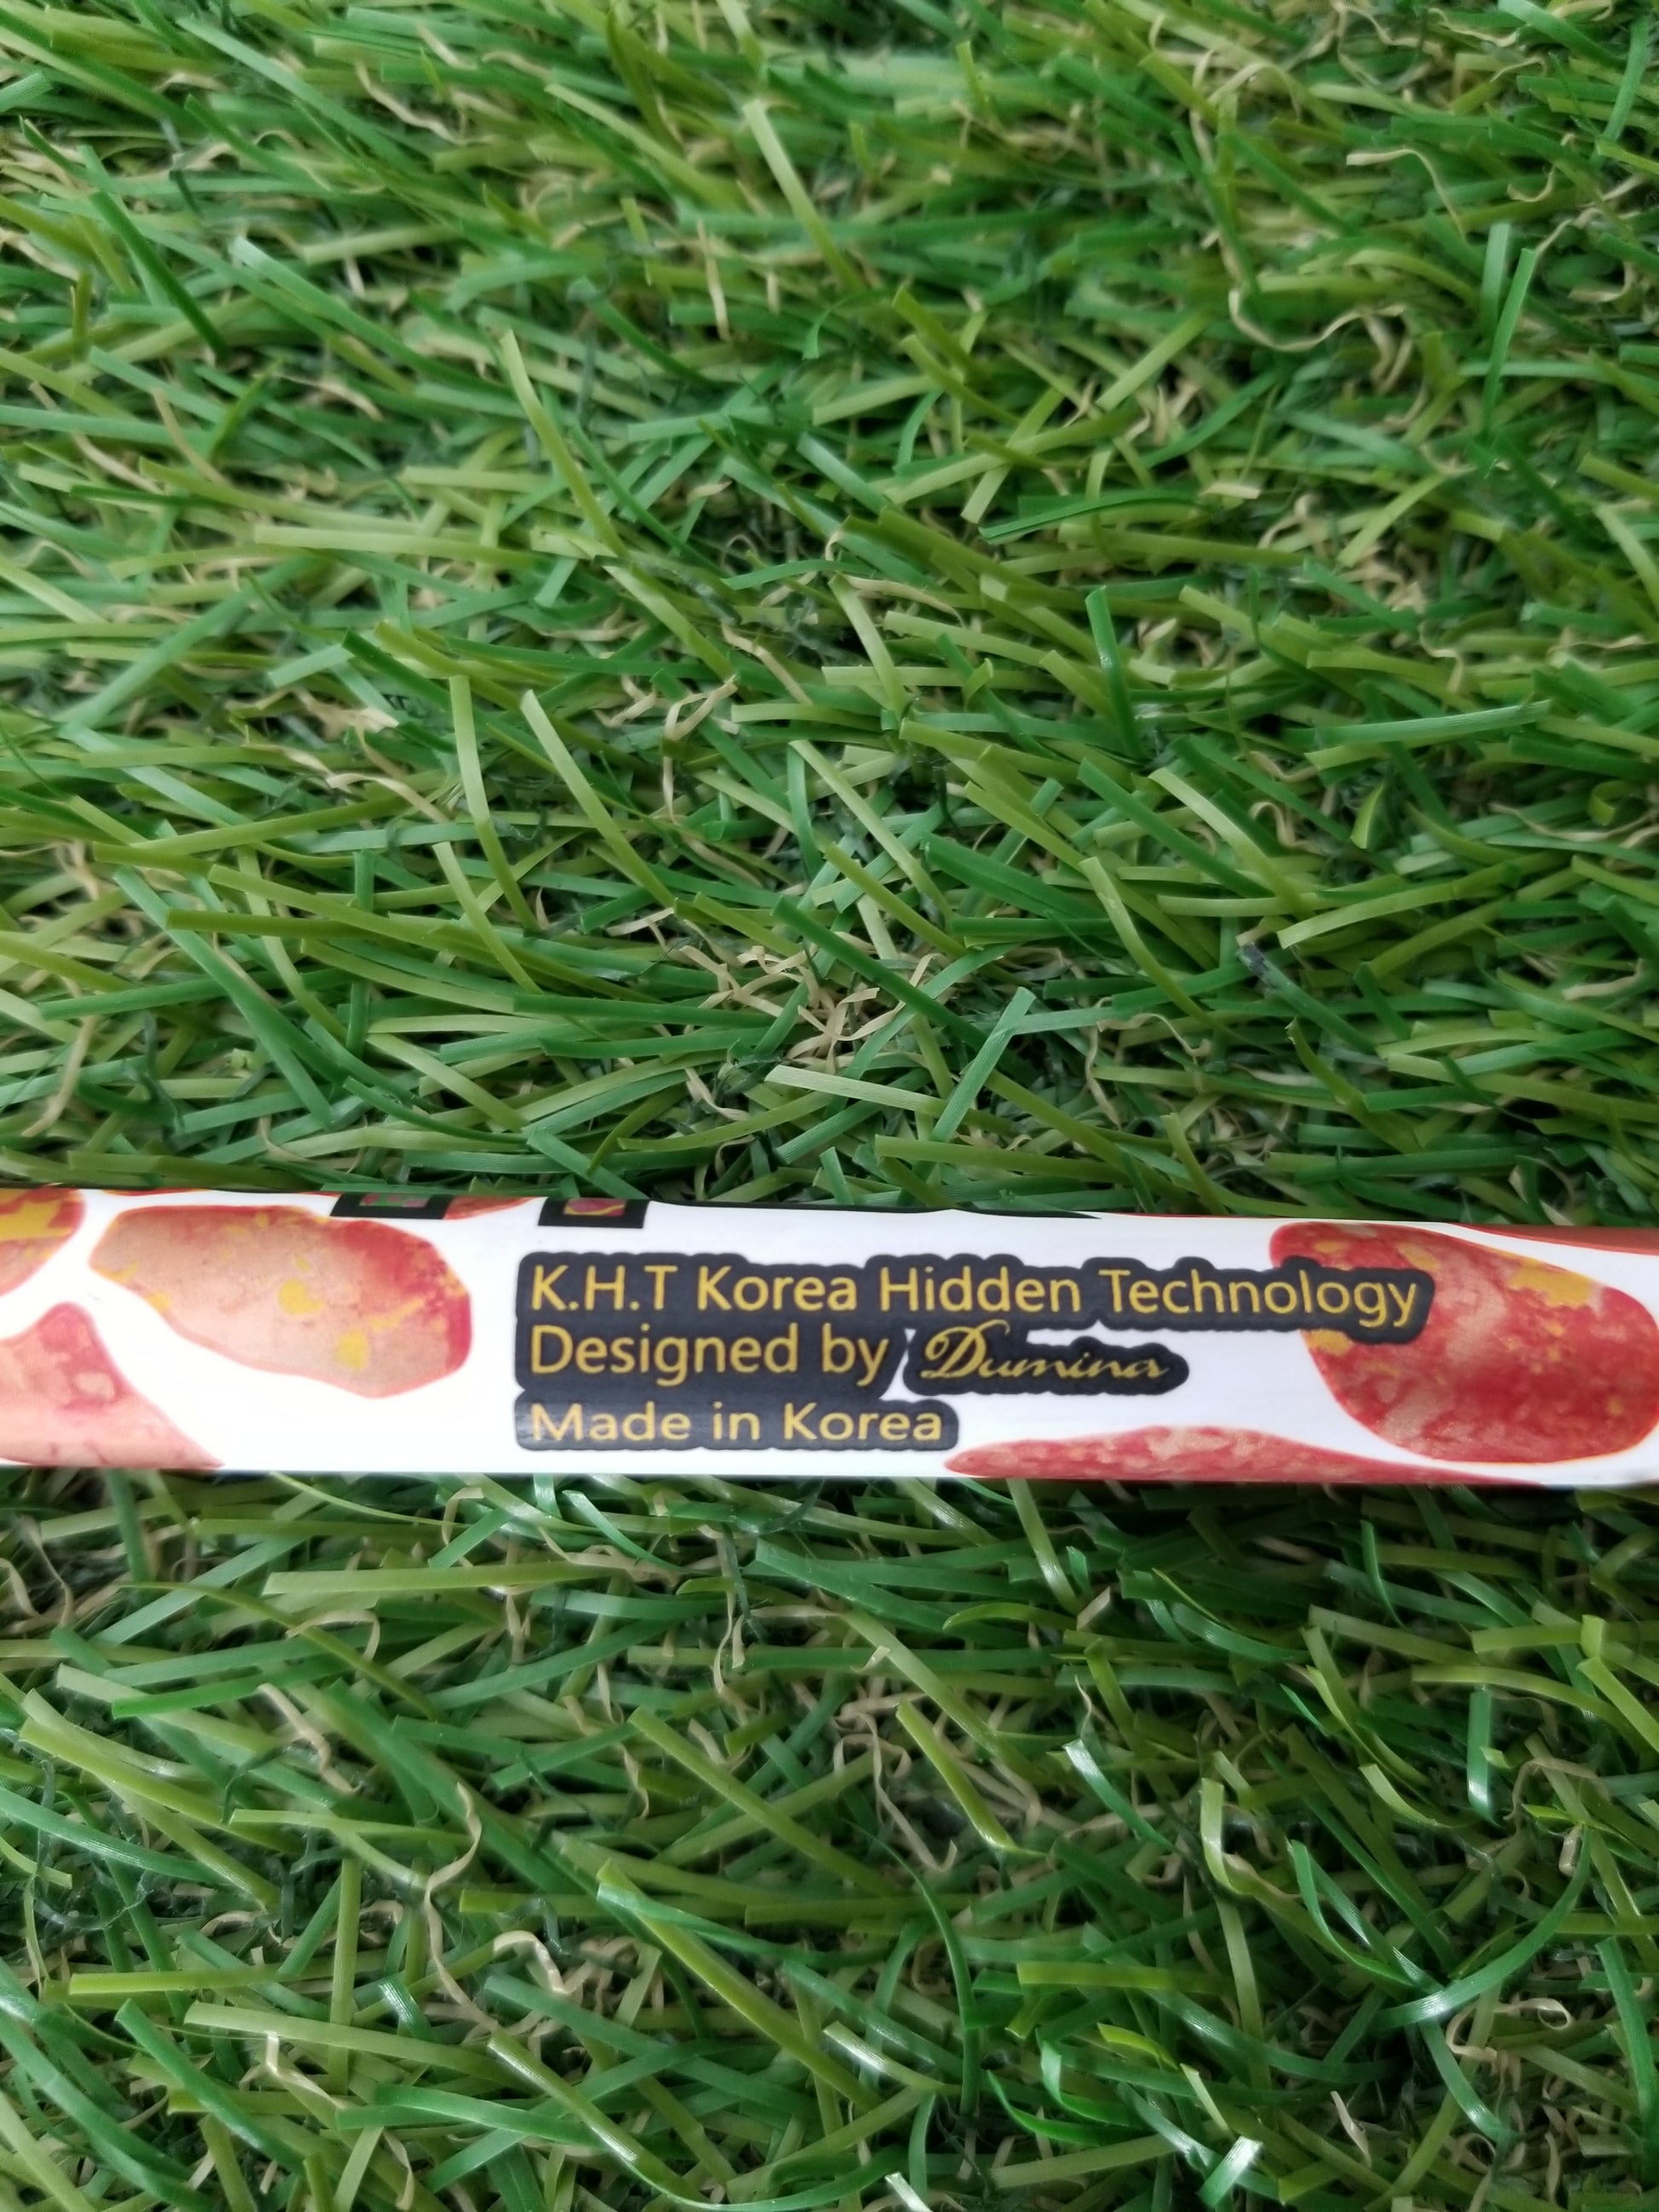 K.H.T Korea Hidden Technology
Designed by Dumina
Made in Korea